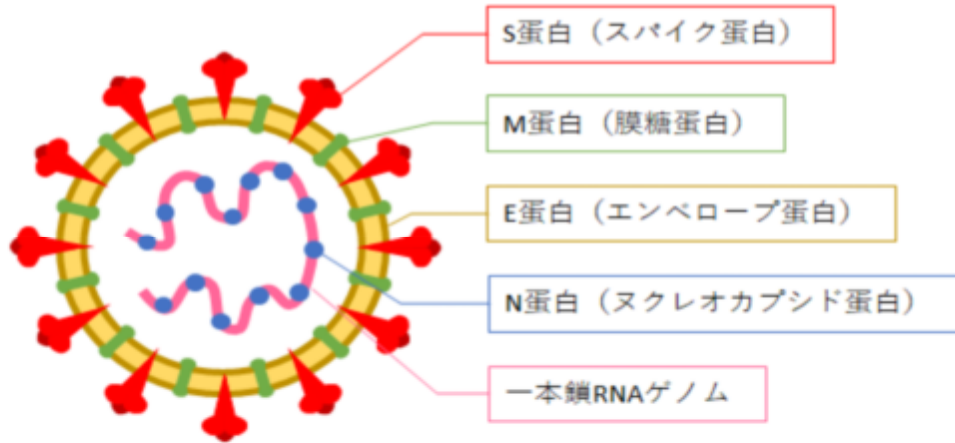 S蛋白（スパイク蛋白）
M蛋白（膜糖蛋白）
E蛋白（エンベロープ蛋白）
N蛋白（ヌクレオカプシド蛋白）
一本鎖RNAゲノム